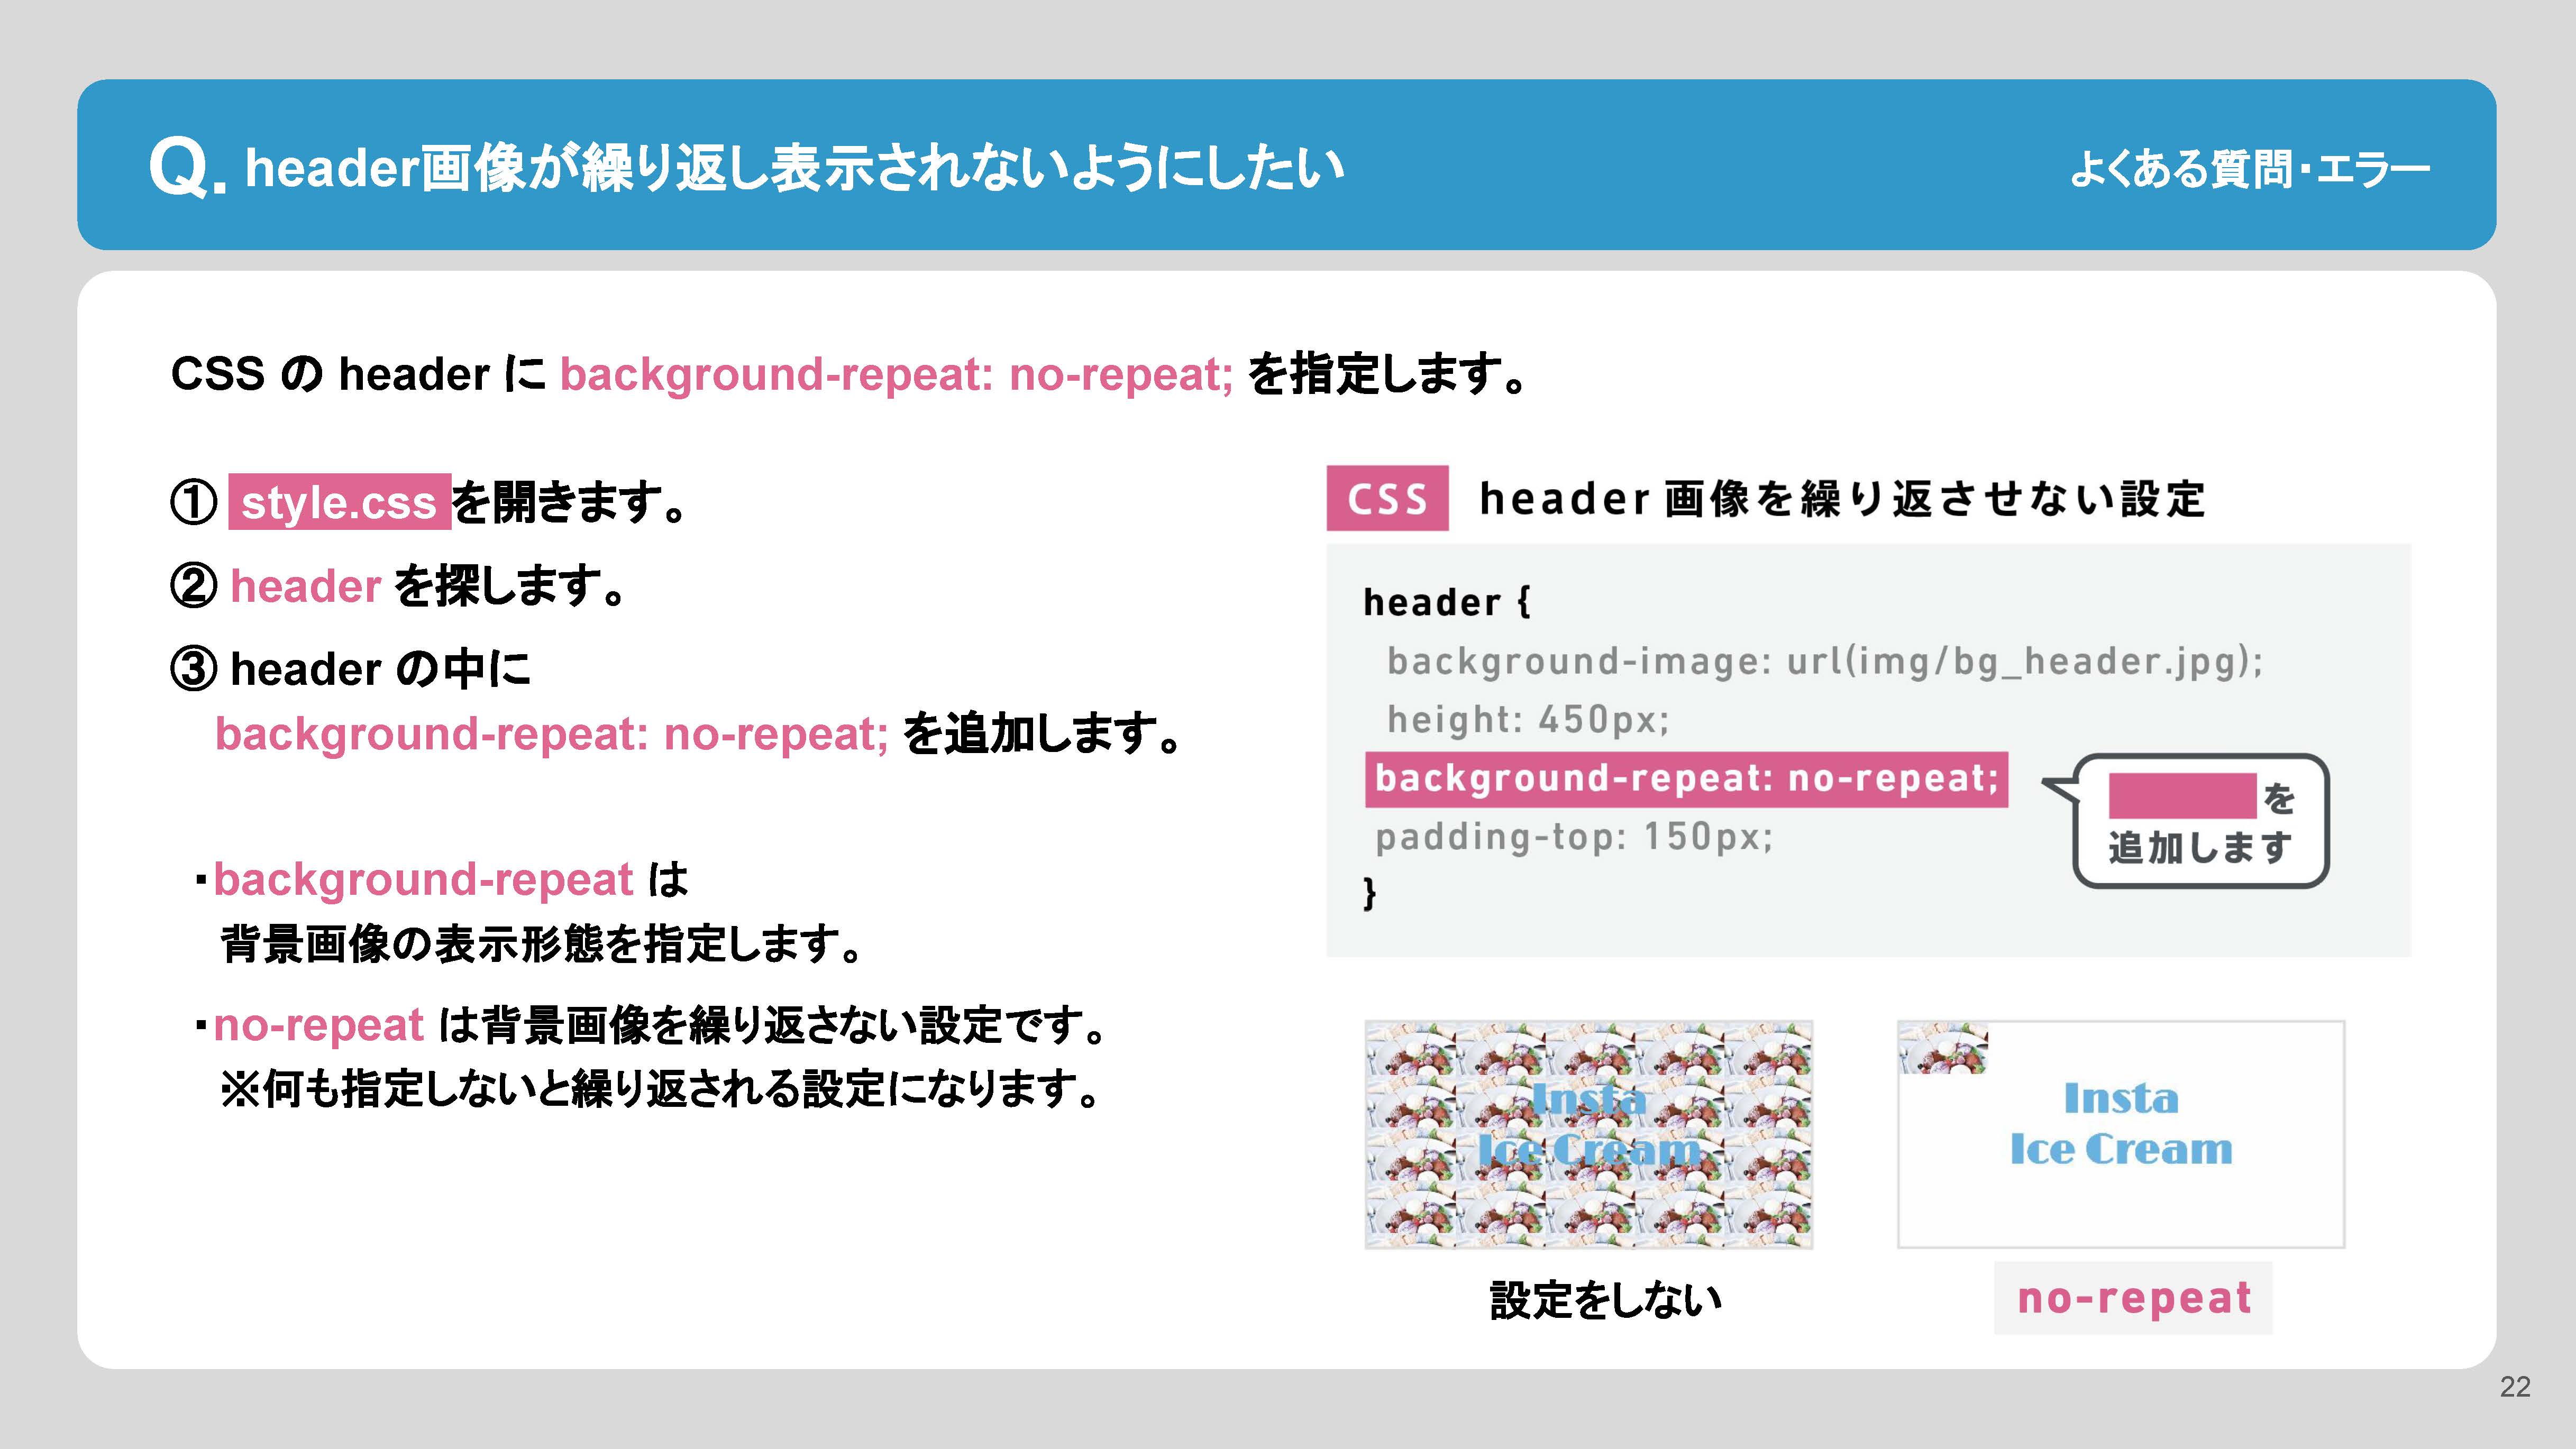 Q. header画像が繰り返し表示されないようにしたい
よくある質問・エラー
CSS の header に background-repeat: no-repeat; を指定します。
① style.css を開きます。
② header を探します。
③ header の中に
background-repeat: no-repeat; を追加します。
・background-repeat は
背景画像の表示形態を指定します。
・no-repeat は背景画像を繰り返さない設定です。
※何も指定しないと繰り返される設定になります。
CSS header 画像を繰り返させない設定
header {
background-image: url(img/bg_header.jpg);
height: 450px;
background-repeat: no-repeat;
padding-top: 150px;
}
を
追加します
Insta
Ice Cream
設定をしない
Insta
Ice Cream
no-repeat
22